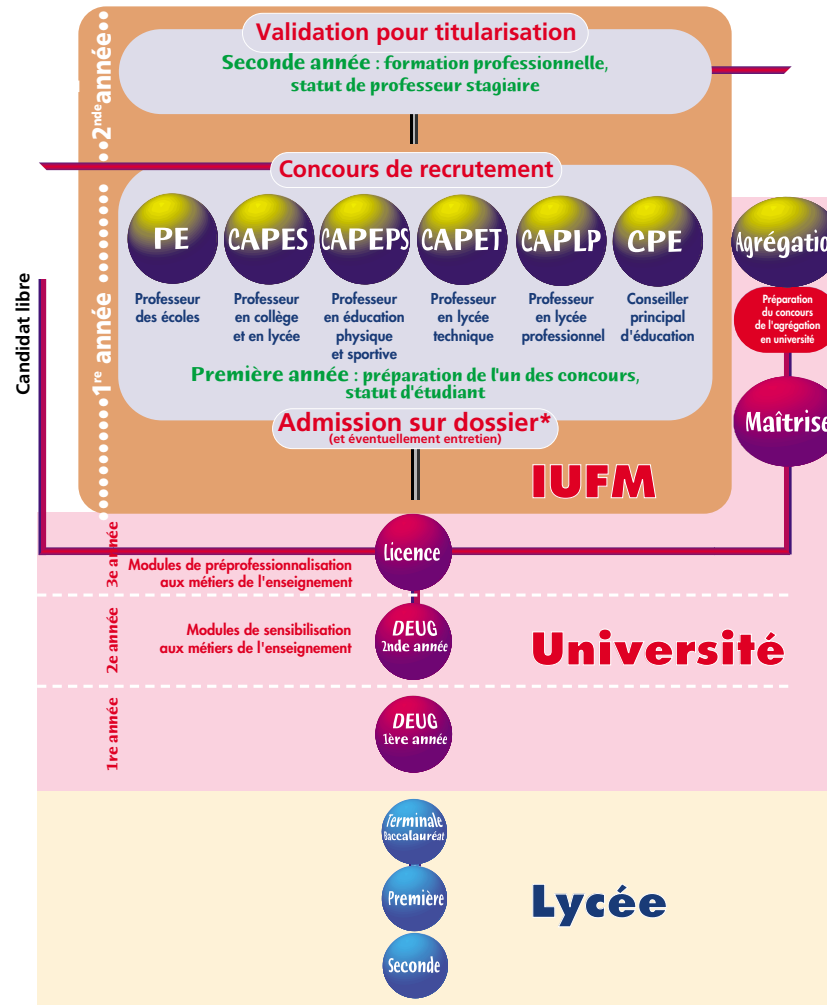 Validation pour titularisation
Seconde année : formation professionnelle,
statut de professeur stagiaire
2nde année
Concours de recrutement
PE
CAPES
CAPEPS
CAPET
CAPLP
CPE
Agrégatio
Professeur
des écoles
Professeur
en collège
et en lycée
Professeur
en éducation
physique
et sportive
Professeur
en lycée
technique
Professeur
en lycée
professionnel
Conseiller
principal
d'éducation
Préparation
du concours
de l'agrégation
en université
Candidat libre
1re année
Première année : préparation de l'un des concours,
statut d'étudiant
Admission sur dossier*
(et éventuellement entretien)
Maîtrise
IUFM
3e année
Licence
Modules de préprofessionnalisation
aux métiers de l'enseignement
2e année
Modules de sensibilisation
aux métiers de l'enseignement
DEUG
2nde année
Université
1re année
DEUG
1ère année
Terminale
Baccalauréat
Première
Lycée
Seconde